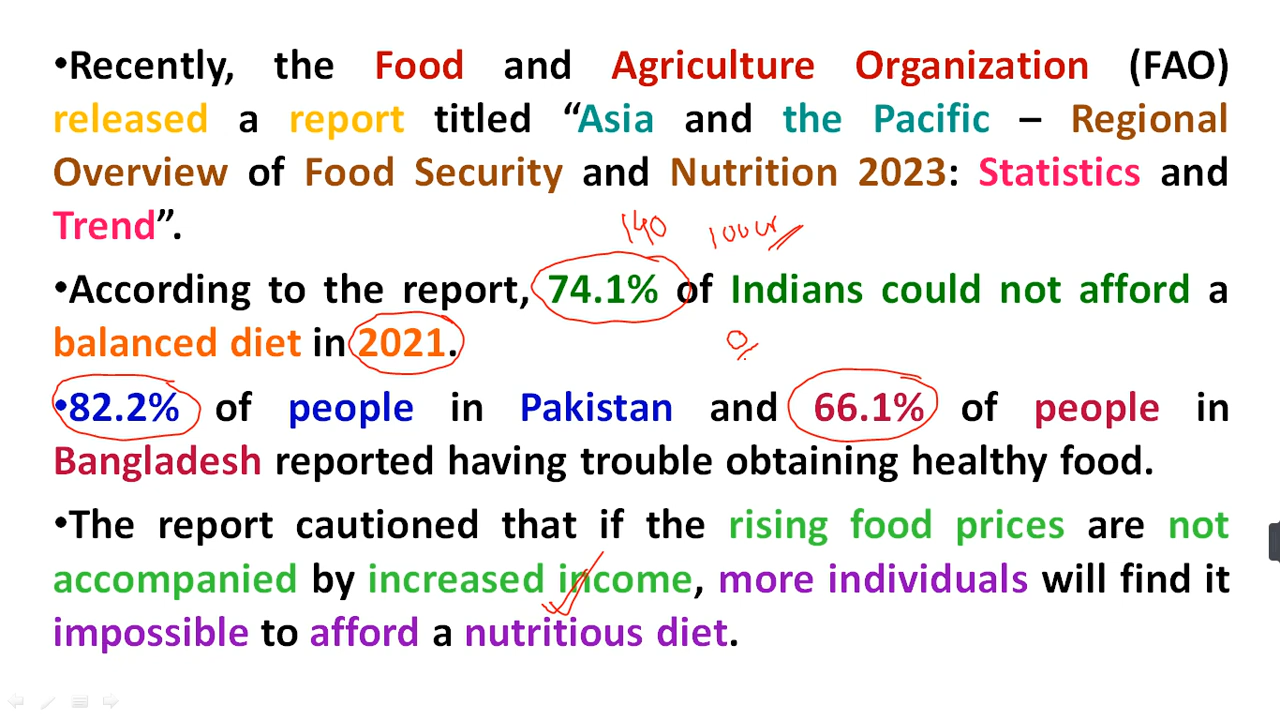 •Recently, the Food and Agriculture Organization (FAO)
released a report titled “Asia and the Pacific – Regional
Overview of Food Security and Nutrition 2023: Statistics and
Trend”.
140 100 cr
•According to the report, 74.1% of Indians could not afford a
balanced diet in 2021.
•82.2% of people in Pakistan and 66.1% of people in
Bangladesh reported having trouble obtaining healthy food.
•The report cautioned that if the rising food prices are not
accompanied by increased income, more individuals will find it
impossible to afford a nutritious diet.